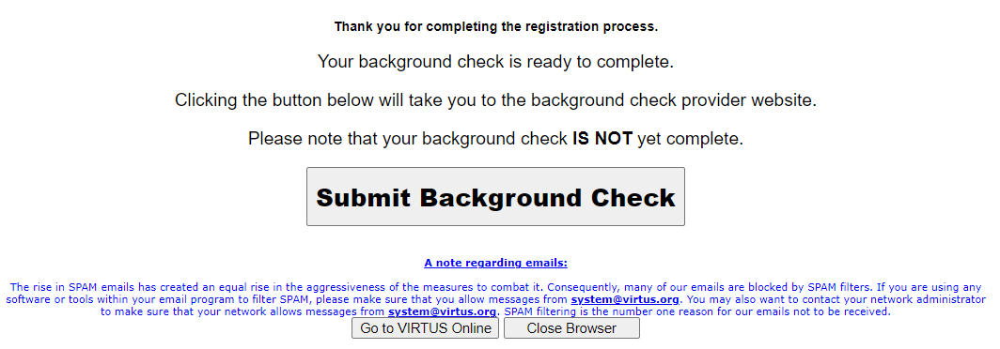 Thank you for completing the registration process.
Your background check is ready to complete.
Clicking the button below will take you to the background check provider website.
Please note that your background check IS NOT yet complete.
Submit Background Check
A note regarding emails:
The rise in SPAM emails has created an equal rise in the aggressiveness of the measures to combat it. Consequently, many of our emails are blocked by SPAM filters. If you are using any
software or tools within your email program to filter SPAM, please make sure that you allow messages from system@virtus.org. You may also want to contact your network administrator
to make sure that your network allows messages from system@virtus.org. SPAM filtering is the number one reason for our emails not to be received.
Go to VIRTUS Online Close Browser